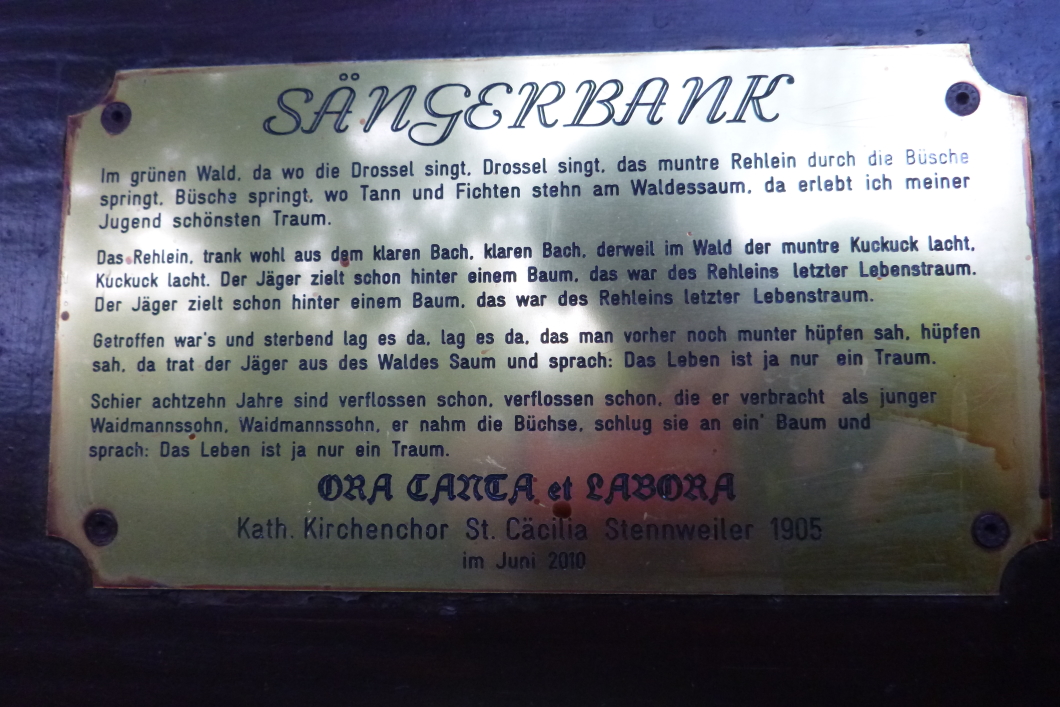 SÄNGERBANK
Im grünen Wald, da wo die Drossel singt, Drossel singt, das muntre Rehlein durch die Büsche
springt, Büsche springt, wo Tann und Fichten stehn am Waldessaum, da erlebt ich meiner
Jugend schönsten Traum.
Das Rehlein, trank wohl aus dem klaren Bach, klaren Bach, derweil im Wald der muntre Kuckuck lacht,
Kuckuck lacht. Der Jäger zielt schon hinter einem Baum, das war des Rehleins letzter Lebenstraum.
Der Jäger zielt schon hinter einem Baum, das war des Rehleins letzter Lebenstraum.
Getroffen war's und sterbend lag es da, lag es da, das man vorher noch munter hüpfen sah, hüpfen
sah, da trat der Jäger aus des Waldes Saum und sprach: Das Leben ist ja nur ein Traum.
Schier achtzehn Jahre sind verflossen schon, verflossen schon, die er verbracht als junger
Waidmannssohn, Waidmannssohn, er nahm die Büchse, schlug sie an ein' Baum und
sprach: Das Leben ist ja nur ein Traum.
ORA CANTA et LABORA
Kath. Kirchenchor St. Cäcilia Stennweiler 1905
im Juni 2010